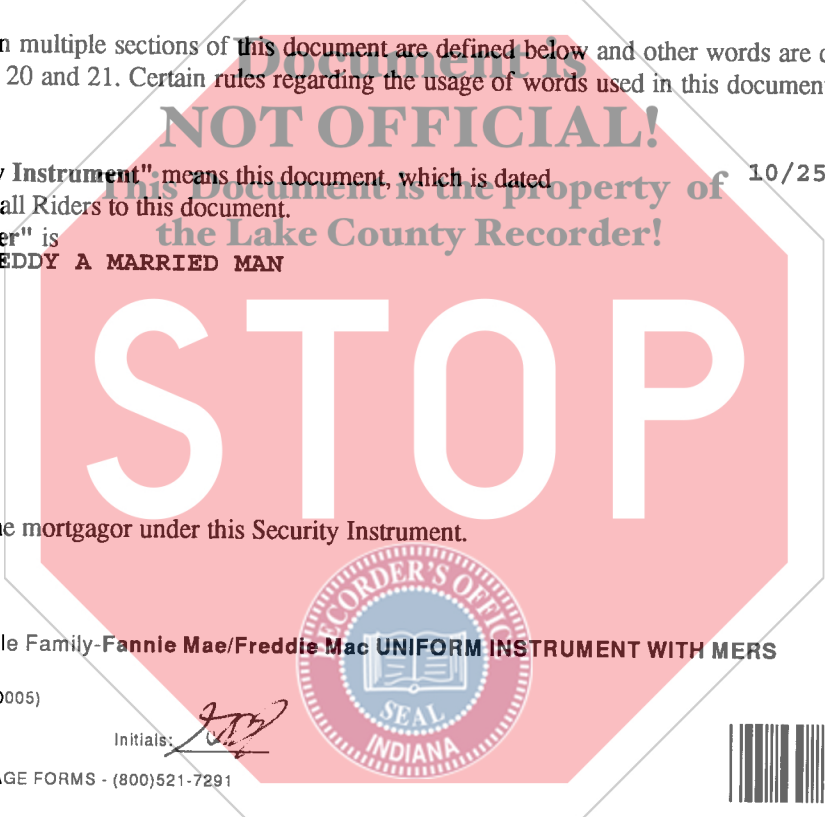 n multiple sections of this document are defined below and other words are
20 and 21. Certain rules regarding the usage of words used in this document
Document is
NOT OFFICIAL!
Instrument" means this document, which is dated 10/25
This Document is the property of
all Riders to this document.
the Lake County Recorder!
er" is
EDDY A MARRIED MAN
STOP
e mortgagor under this Security Instrument.
RECORDER'S OFFICE
le Family-Fannie Mae/Freddie Mac UNIFORM INSTRUMENT WITH MERS
0005)
SEAL
Initials:
INDIANA
GE FORMS - (800)521-7291